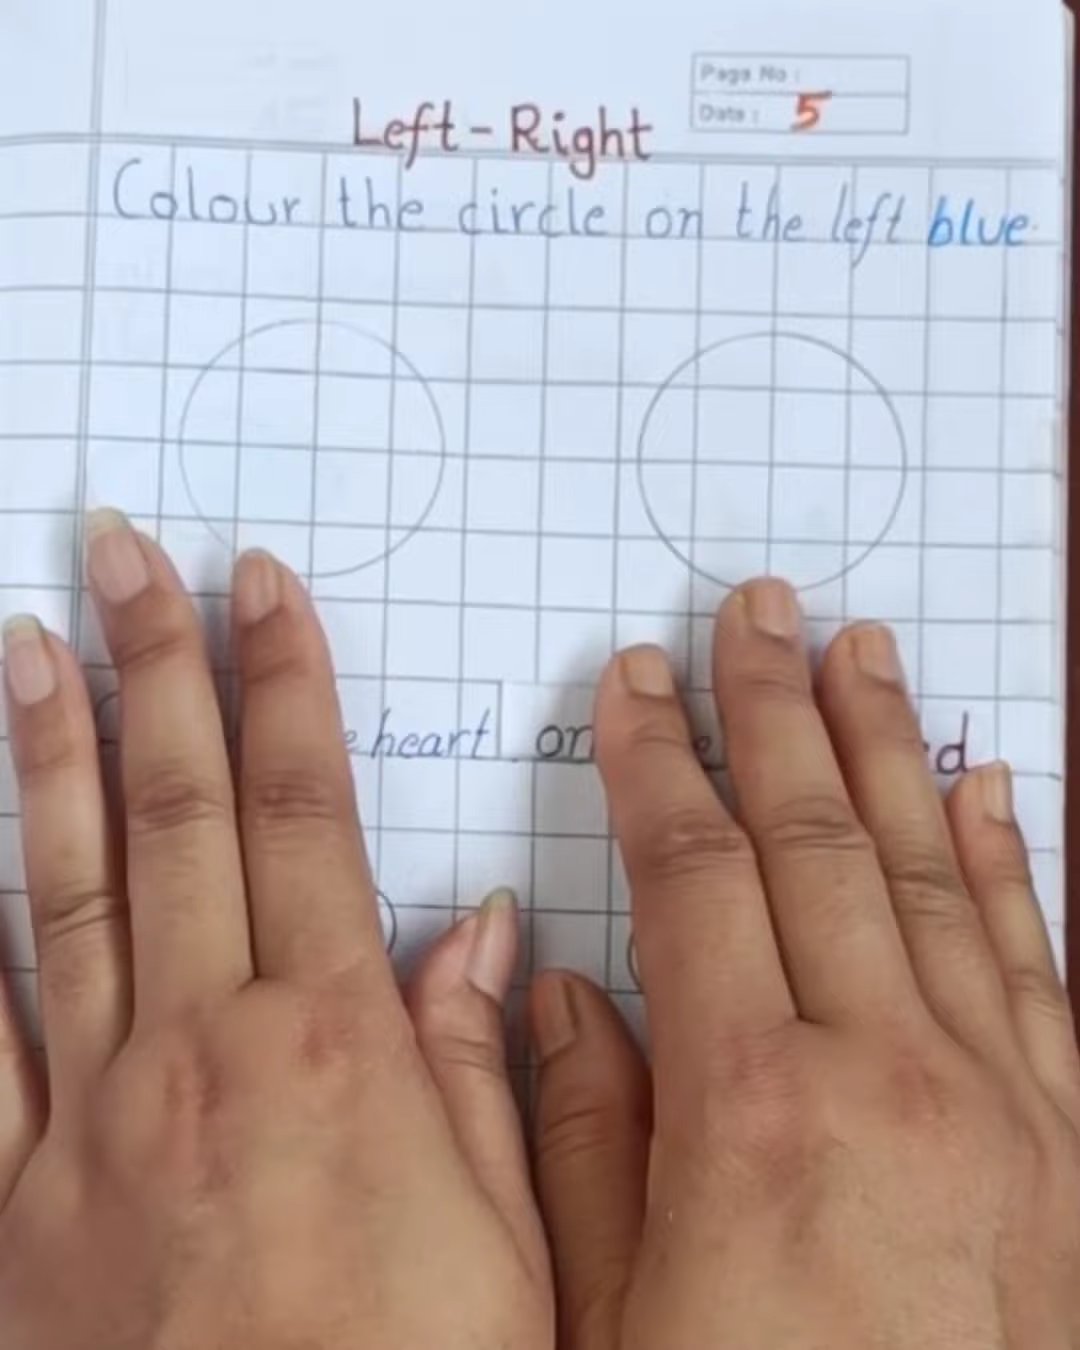 Page No :
Date : 5
Left - Right
Colour the circle on the left blue.
heart on